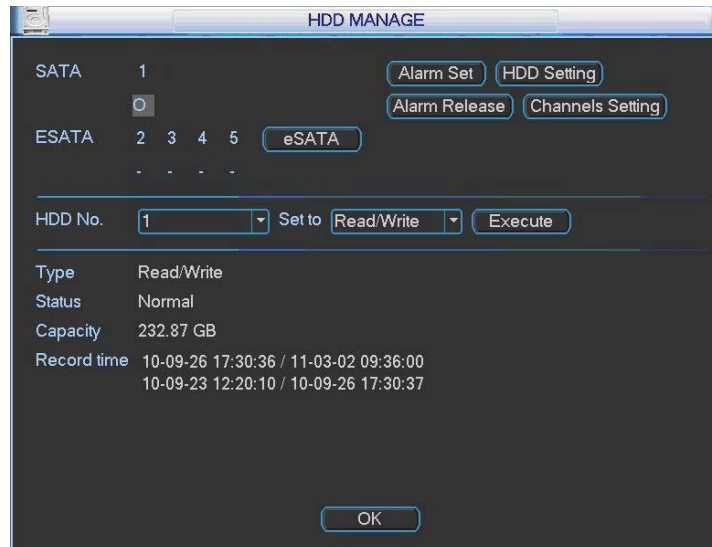 HDD MANAGE
SATA 1 Alarm Set HDD Setting
O Alarm Release Channels Setting
ESATA 2 3 4 5 eSATA
- - - -
HDD No. 1 Set to Read/Write Execute
Type Read/Write
Status Normal
Capacity 232.87 GB
Record time 10-09-26 17:30:36 / 11-03-02 09:36:00
10-09-23 12:20:10 / 10-09-26 17:30:37
OK